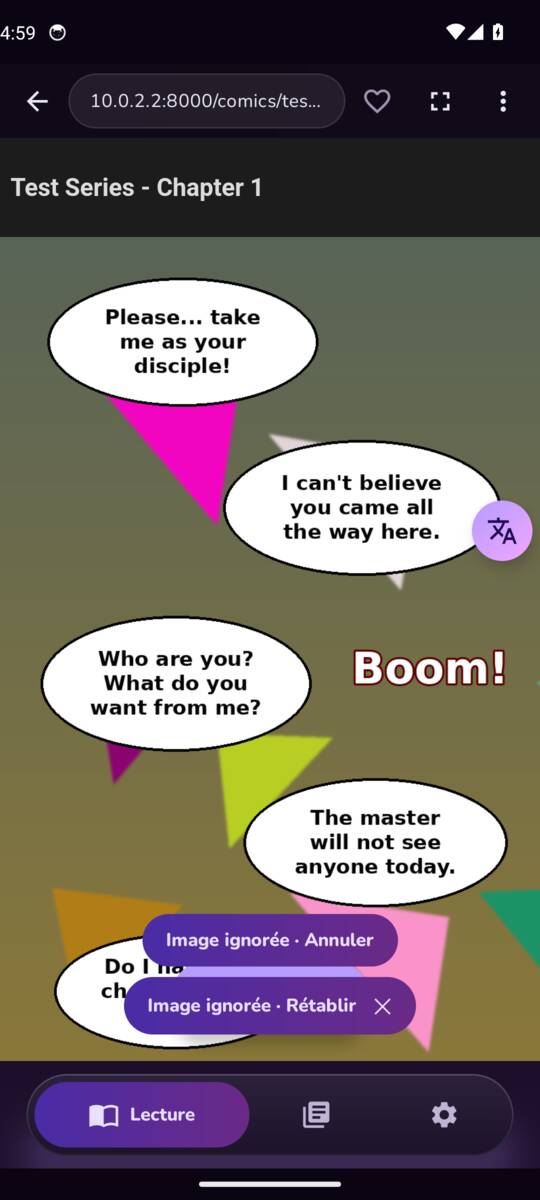 4:59
10.0.2.2:8000/comics/tes...
Test Series - Chapter 1
Please... take
me as your
disciple!
I can't believe
you came all
the way here.
Who are you?
What do you
want from me?
Boom!
The master
will not see
anyone today.
Image ignorée · Annuler
Do I
ch
Image ignorée · Rétablir
Lecture